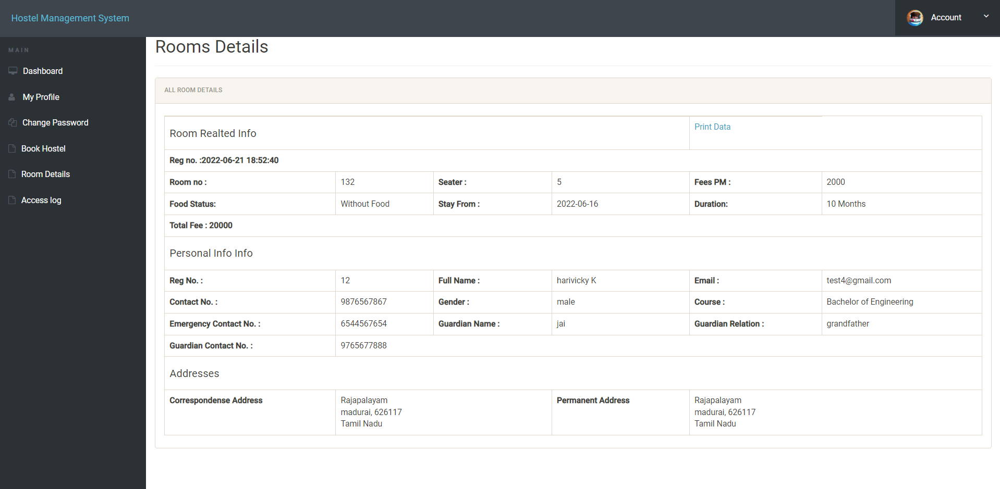 Hostel Management System
Account
MAIN
Dashboard
My Profile
Change Password
Book Hostel
Room Details
Access log
Rooms Details
ALL ROOM DETAILS
Room Realted Info Print Data
Reg no. :2022-06-21 18:52:40
Room no : 132 Seater : 5 Fees PM : 2000
Food Status: Without Food Stay From : 2022-06-16 Duration: 10 Months
Total Fee : 20000
Personal Info Info
Reg No. : 12 Full Name : harivicky K Email : test4@gmail.com
Contact No. : 9876567867 Gender : male Course : Bachelor of Engineering
Emergency Contact No. : 6544567654 Guardian Name : jai Guardian Relation : grandfather
Guardian Contact No. : 9765677888
Addresses
Correspondense Address Rajapalayam Permanent Address Rajapalayam
madurai, 626117 madurai, 626117
Tamil Nadu Tamil Nadu